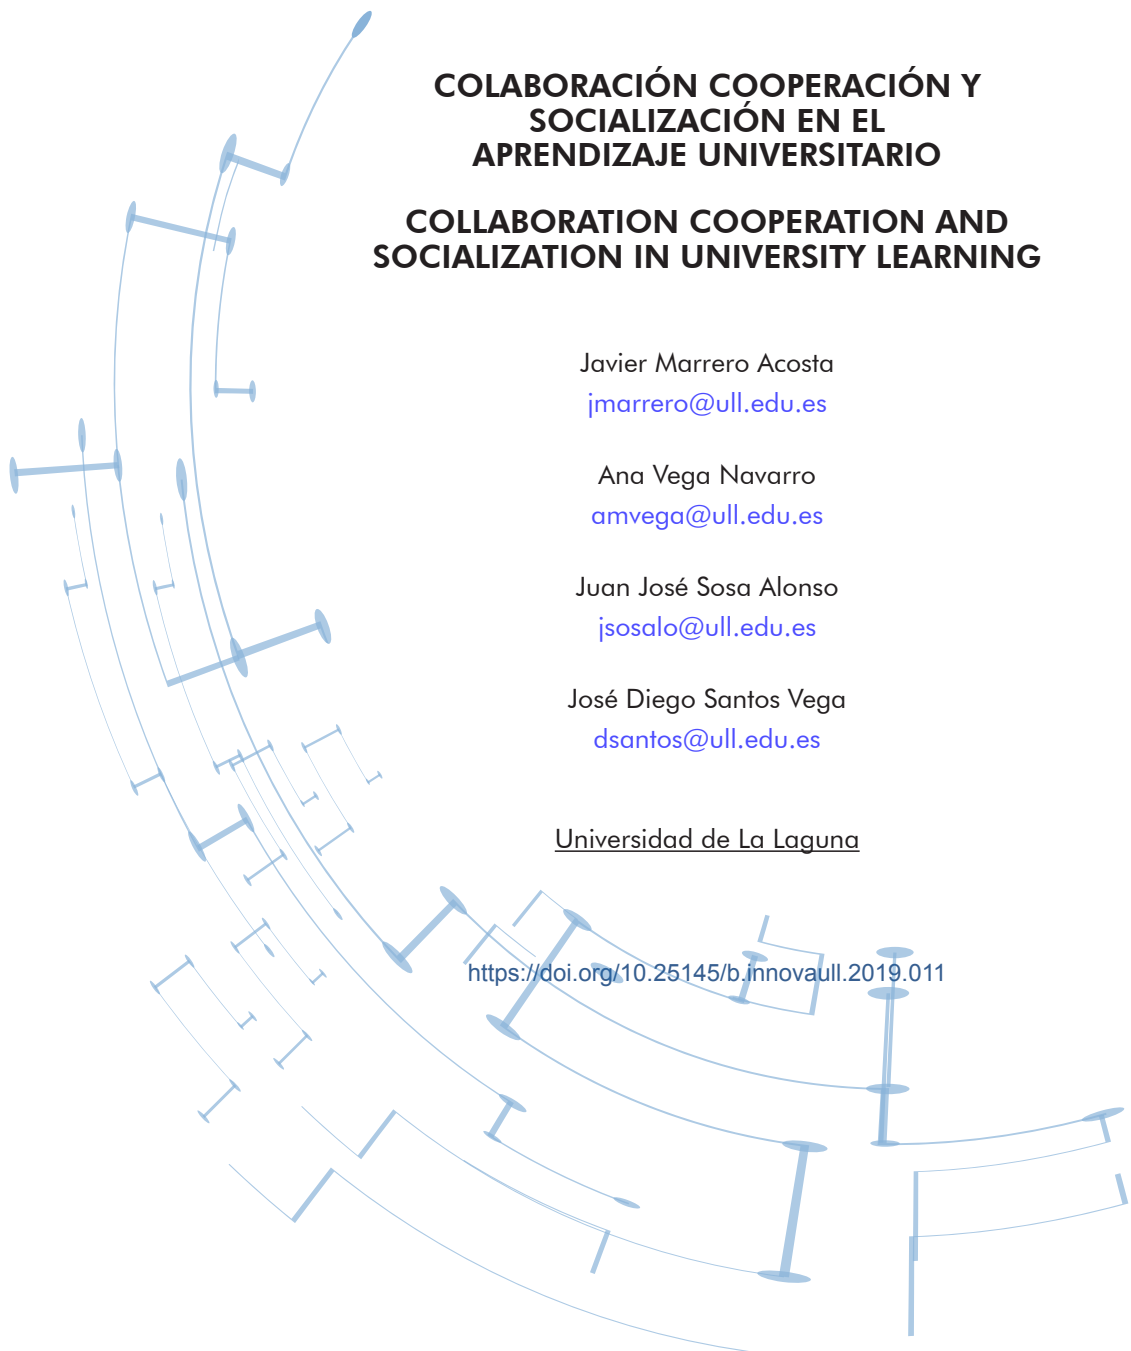 COLABORACIÓN COOPERACIÓN Y
SOCIALIZACIÓN EN EL
APRENDIZAJE UNIVERSITARIO
COLLABORATION COOPERATION AND
SOCIALIZATION IN UNIVERSITY LEARNING
Javier Marrero Acosta
jmarrero@ull.edu.es
Ana Vega Navarro
amvega@ull.edu.es
Juan José Sosa Alonso
jsosalo@ull.edu.es
José Diego Santos Vega
dsantos@ull.edu.es
Universidad de La Laguna
https://doi.org/10.25145/b.innovaull.2019.011